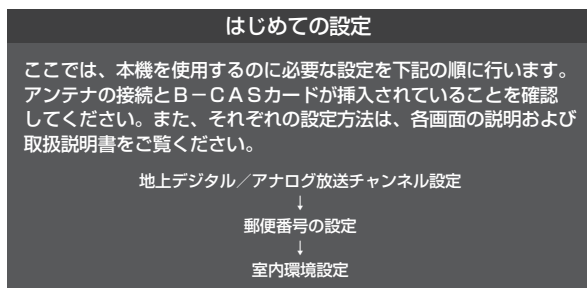 はじめての設定
ここでは、本機を使用するのに必要な設定を下記の順に行います。
アンテナの接続とB－CASカードが挿入されていることを確認
してください。また、それぞれの設定方法は、各画面の説明および
取扱説明書をご覧ください。
地上デジタル／アナログ放送チャンネル設定
↓
郵便番号の設定
↓
室内環境設定